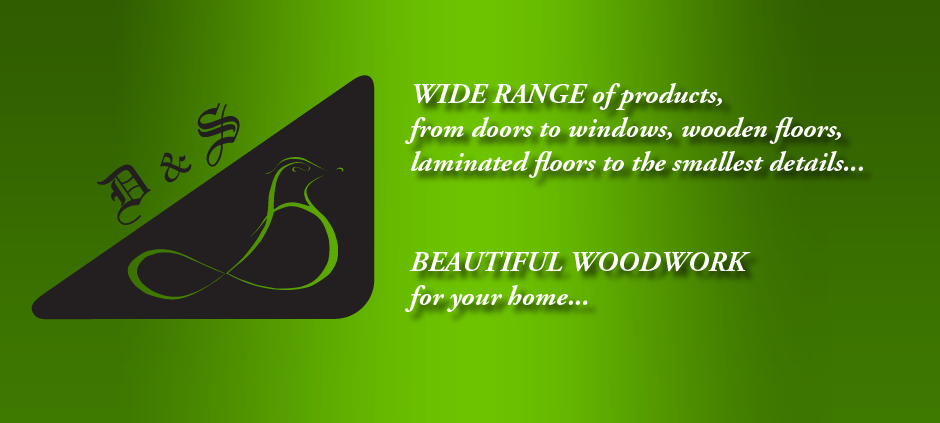 D & S
WIDE RANGE of products,
from doors to windows, wooden floors,
laminated floors to the smallest details...
BEAUTIFUL WOODWORK
for your home...